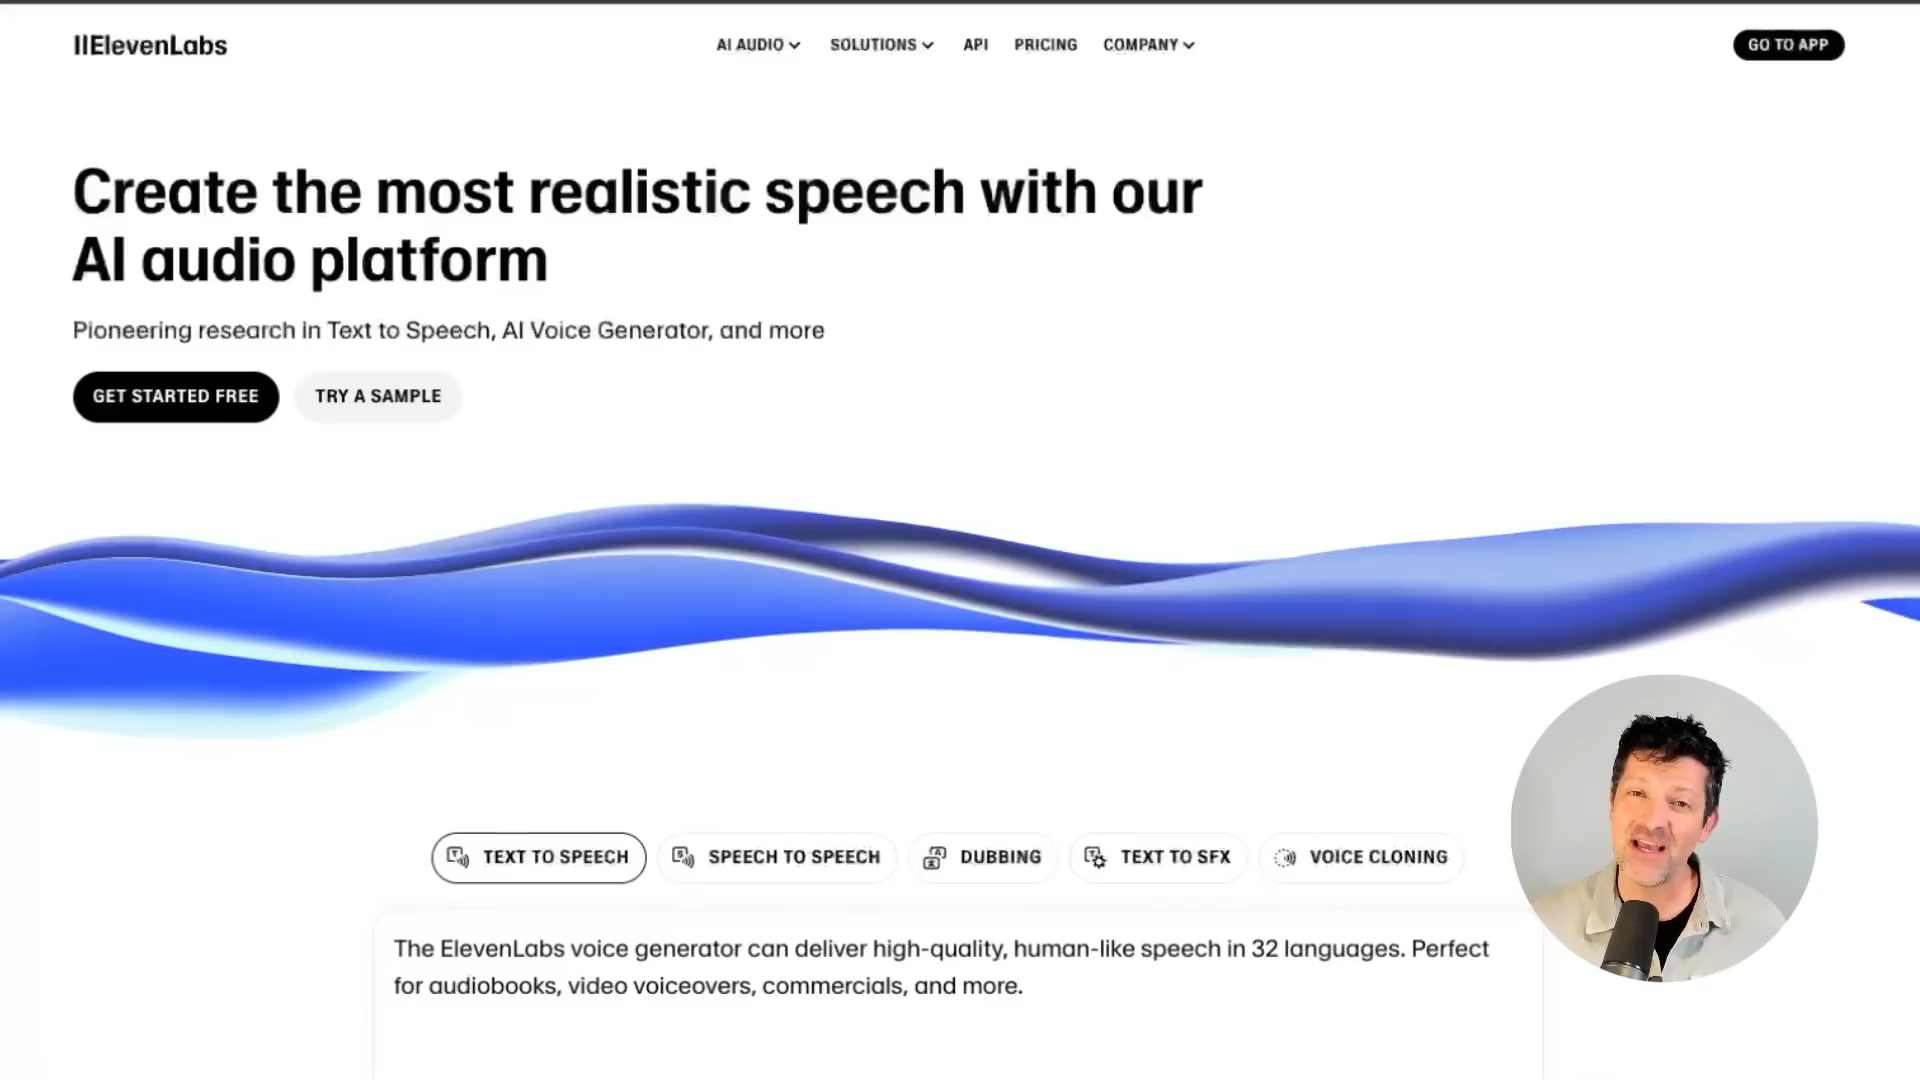 IIElevenLabs
AI AUDIO
SOLUTIONS
API
PRICING
COMPANY
GO TO APP
Create the most realistic speech with our
AI audio platform
Pioneering research in Text to Speech, AI Voice Generator, and more
GET STARTED FREE
TRY A SAMPLE
TEXT TO SPEECH
SPEECH TO SPEECH
DUBBING
TEXT TO SFX
VOICE CLONING
The ElevenLabs voice generator can deliver high-quality, human-like speech in 32 languages. Perfect
for audiobooks, video voiceovers, commercials, and more.